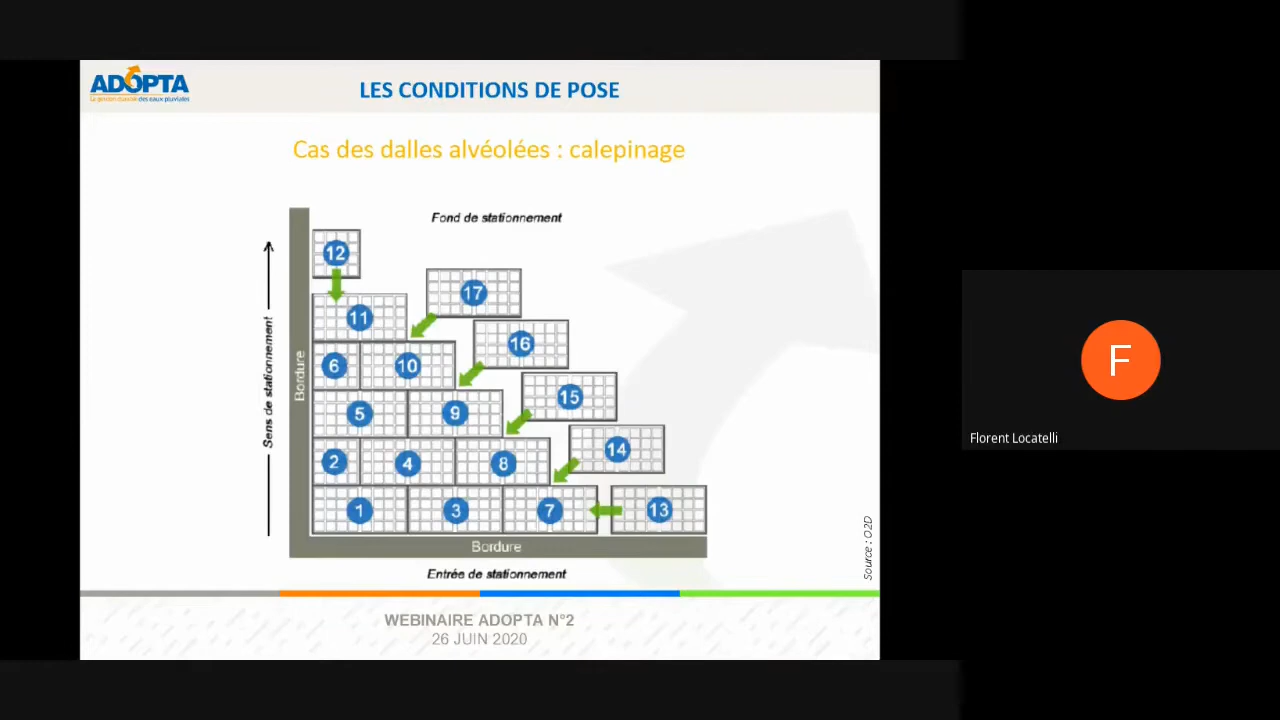 ADOPTA
LES CONDITIONS DE POSE
Cas des dalles alvéolées : calepinage
Fond de stationnement
12
17
11
16
6
10
15
5
9
14
2
4
8
1
3
7
13
Sens de stationnement
Bordure
Bordure
Entrée de stationnement
Source : O2D
WEBINAIRE ADOPTA N°2
26 JUIN 2020
F
Florent Locatelli